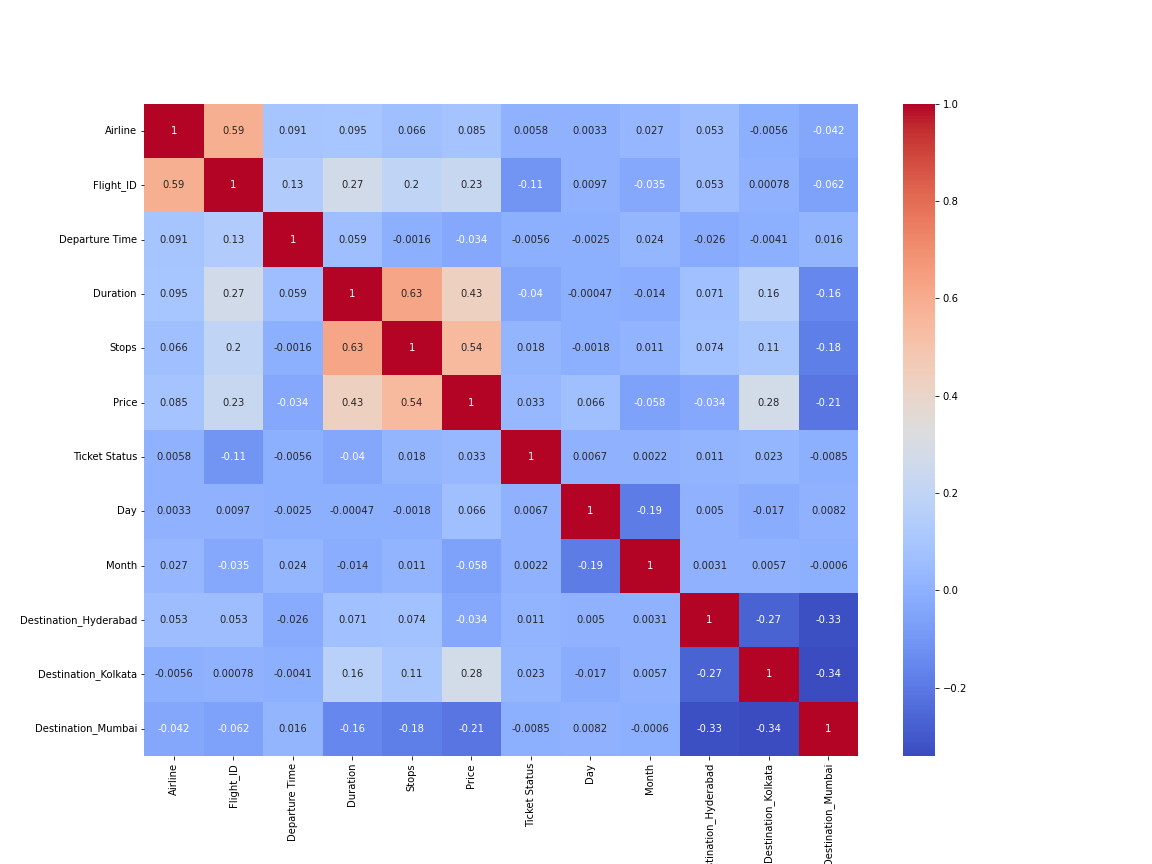 1.0
Airline 1 0.59 0.091 0.095 0.066 0.085 0.0058 0.0033 0.027 0.053 -0.0056 -0.042
Flight_ID 0.59 1 0.13 0.27 0.2 0.23 -0.11 0.0097 -0.035 0.053 0.00078 -0.062
0.8
Departure Time 0.091 0.13 1 0.059 -0.0016 -0.034 -0.0056 -0.0025 0.024 -0.026 -0.0041 0.016
Duration 0.095 0.27 0.059 1 0.63 0.43 -0.04 -0.00047 -0.014 0.071 0.16 -0.16
0.6
Stops 0.066 0.2 -0.0016 0.63 1 0.54 0.018 -0.0018 0.011 0.074 0.11 -0.18
0.4
Price 0.085 0.23 -0.034 0.43 0.54 1 0.033 0.066 -0.058 -0.034 0.28 -0.21
Ticket Status 0.0058 -0.11 -0.0056 -0.04 0.018 0.033 1 0.0067 0.0022 0.011 0.023 -0.0085
0.2
Day 0.0033 0.0097 -0.0025 -0.00047 -0.0018 0.066 0.0067 1 -0.19 0.005 -0.017 0.0082
Month 0.027 -0.035 0.024 -0.014 0.011 -0.058 0.0022 -0.19 1 0.0031 0.0057 -0.0006
0.0
Destination_Hyderabad 0.053 0.053 -0.026 0.071 0.074 -0.034 0.011 0.005 0.0031 1 -0.27 -0.33
Destination_Kolkata -0.0056 0.00078 -0.0041 0.16 0.11 0.28 0.023 -0.017 0.0057 -0.27 1 -0.34
−0.2
Destination_Mumbai -0.042 -0.062 0.016 -0.16 -0.18 -0.21 -0.0085 0.0082 -0.0006 -0.33 -0.34 1
Airline
Flight_ID
Departure Time
Duration
Stops
Price
Ticket Status
Day
Month
tination_Hyderabad
Destination_Kolkata
Destination_Mumbai